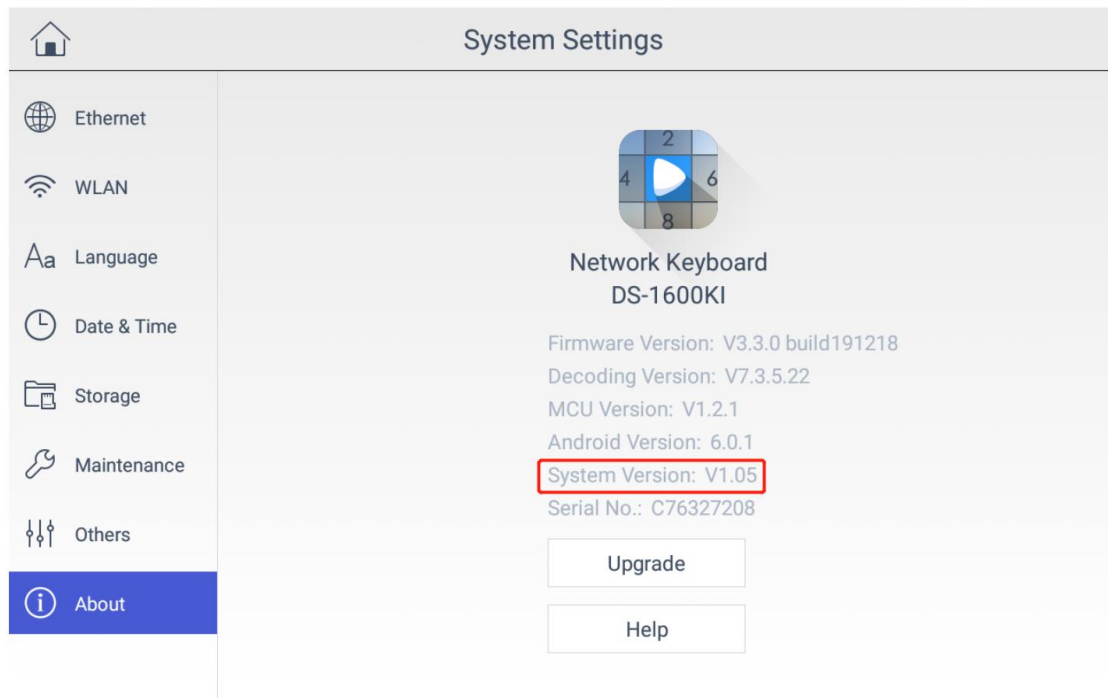 System Settings
Ethernet
WLAN
Aa Language
Date & Time
Storage
Maintenance
Others
i About
2
4 6
8
Network Keyboard
DS-1600KI
Firmware Version: V3.3.0 build191218
Decoding Version: V7.3.5.22
MCU Version: V1.2.1
Android Version: 6.0.1
System Version: V1.05
Serial No.: C76327208
Upgrade
Help